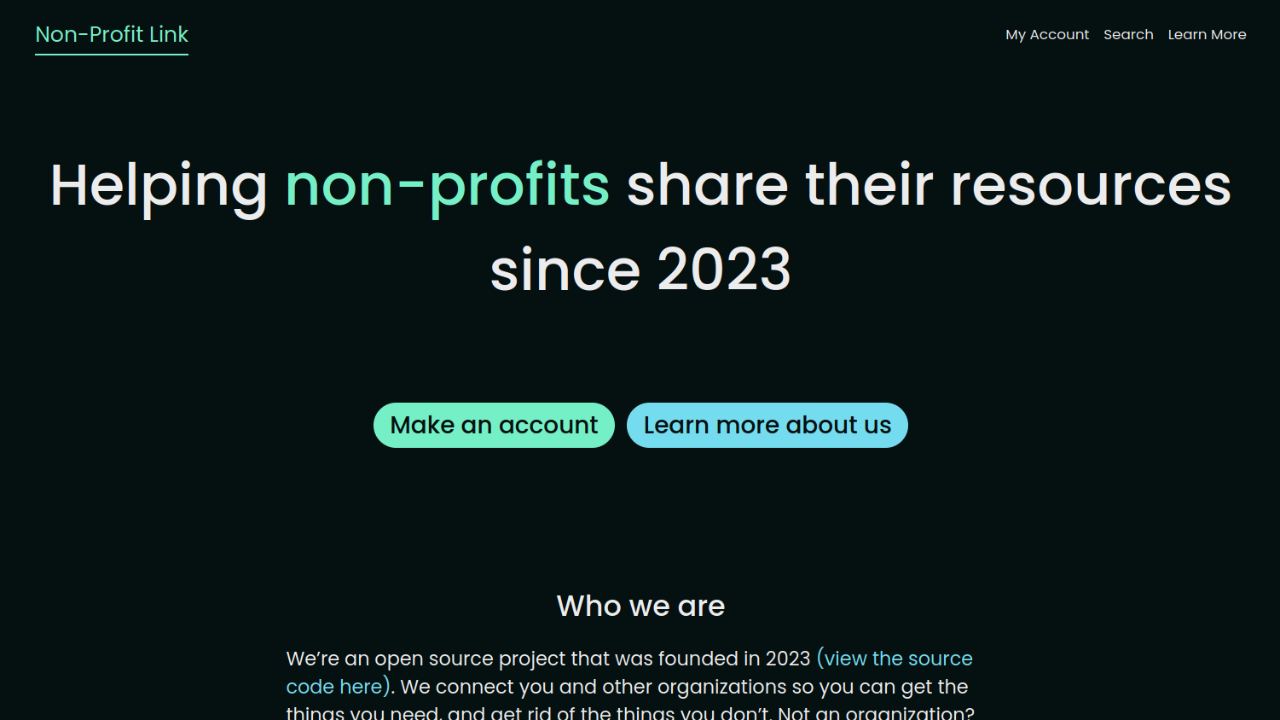 Non-Profit Link
My Account Search Learn More
Helping non-profits share their resources
since 2023
Make an account Learn more about us
Who we are
We’re an open source project that was founded in 2023 (view the source
code here). We connect you and other organizations so you can get the
things you need, and get rid of the things you don’t. Not an organization?